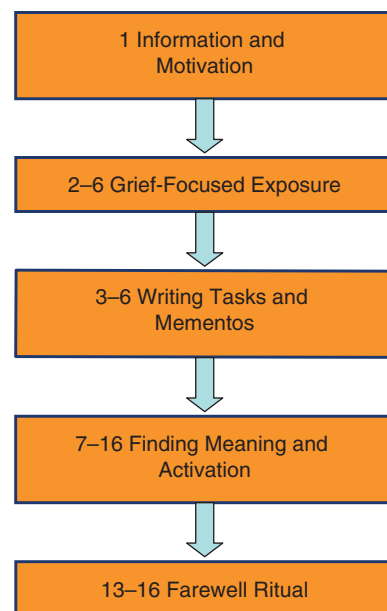 1 Information and
Motivation
2–6 Grief-Focused Exposure
3–6 Writing Tasks and
Mementos
7–16 Finding Meaning and
Activation
13–16 Farewell Ritual